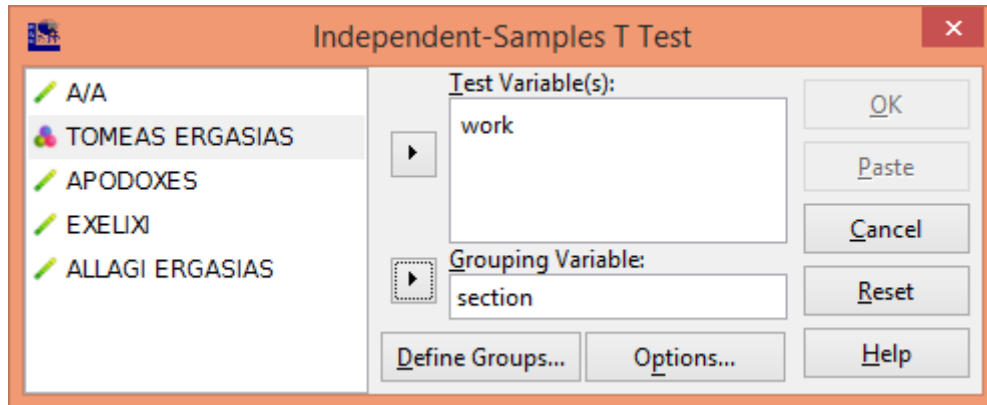 Independent-Samples T Test
A/A
TOMEAS ERGASIAS
APODOXES
EXELIXI
ALLAGI ERGASIAS
Test Variable(s):
work
Grouping Variable:
section
Define Groups...
Options...
OK
Paste
Cancel
Reset
Help